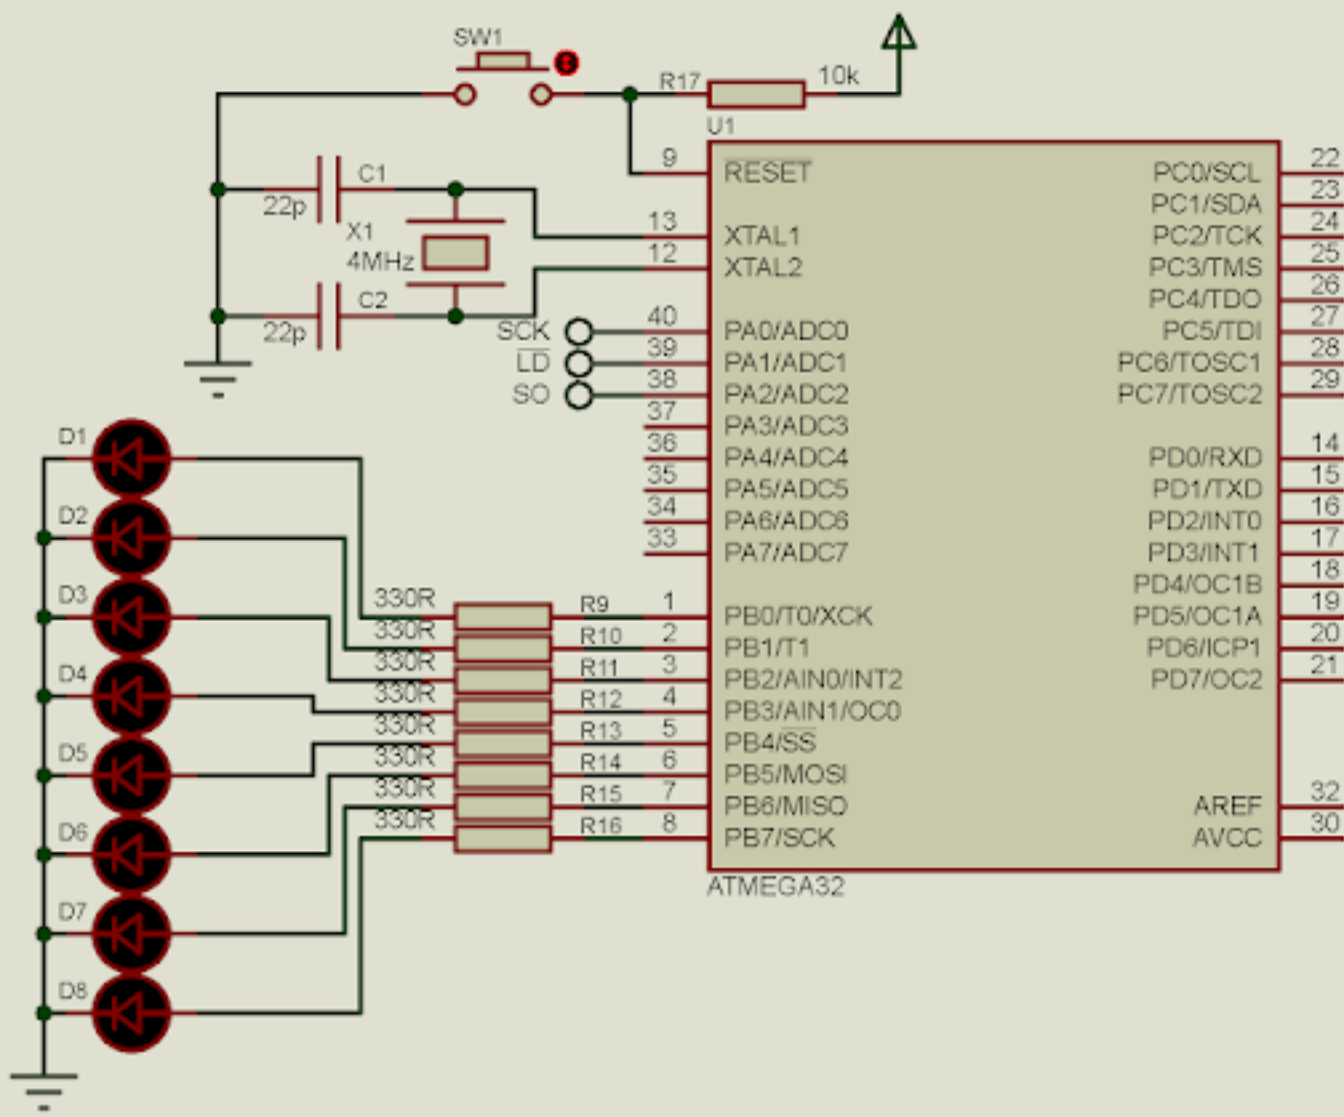 SW1
R17
10k
U1
9
RESET
PC0/SCL
22
PC1/SDA
23
C1
22p
13
XTAL1
PC2/TCK
24
X1
4MHz
12
XTAL2
PC3/TMS
25
PC4/TDO
26
C2
22p
SCK
40
PA0/ADC0
PC5/TDI
27
LD
39
PA1/ADC1
PC6/TOSC1
28
SO
38
PA2/ADC2
PC7/TOSC2
29
37
PA3/ADC3
D1
36
PA4/ADC4
PD0/RXD
14
35
PA5/ADC5
PD1/TXD
15
D2
34
PA6/ADC6
PD2/INT0
16
33
PA7/ADC7
PD3/INT1
17
PD4/OC1B
18
D3
330R
R9
1
PB0/T0/XCK
PD5/OC1A
19
330R
R10
2
PB1/T1
PD6/ICP1
20
D4
330R
R11
3
PB2/AIN0/INT2
PD7/OC2
21
330R
R12
4
PB3/AIN1/OC0
D5
330R
R13
5
PB4/SS
330R
R14
6
PB5/MOSI
330R
R15
7
PB6/MISO
AREF
32
D6
330R
R16
8
PB7/SCK
AVCC
30
ATMEGA32
D7
D8